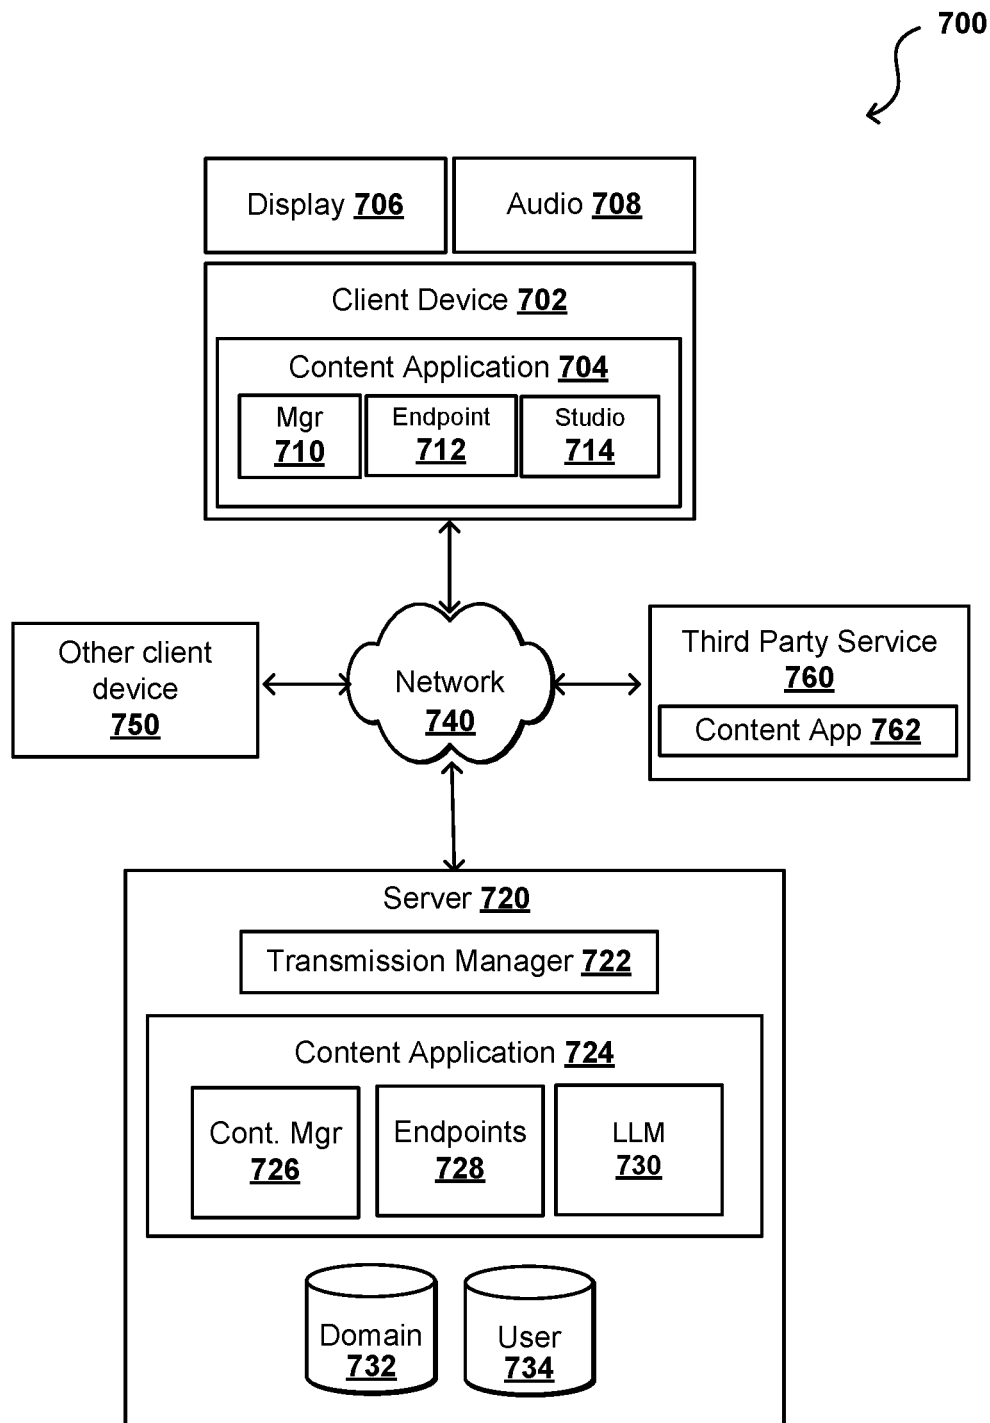 700
Display 706
Audio 708
Client Device 702
Content Application 704
Mgr
710
Endpoint
712
Studio
714
Other client
device
750
Network
740
Third Party Service
760
Content App 762
Server 720
Transmission Manager 722
Content Application 724
Cont. Mgr
726
Endpoints
728
LLM
730
Domain
732
User
734